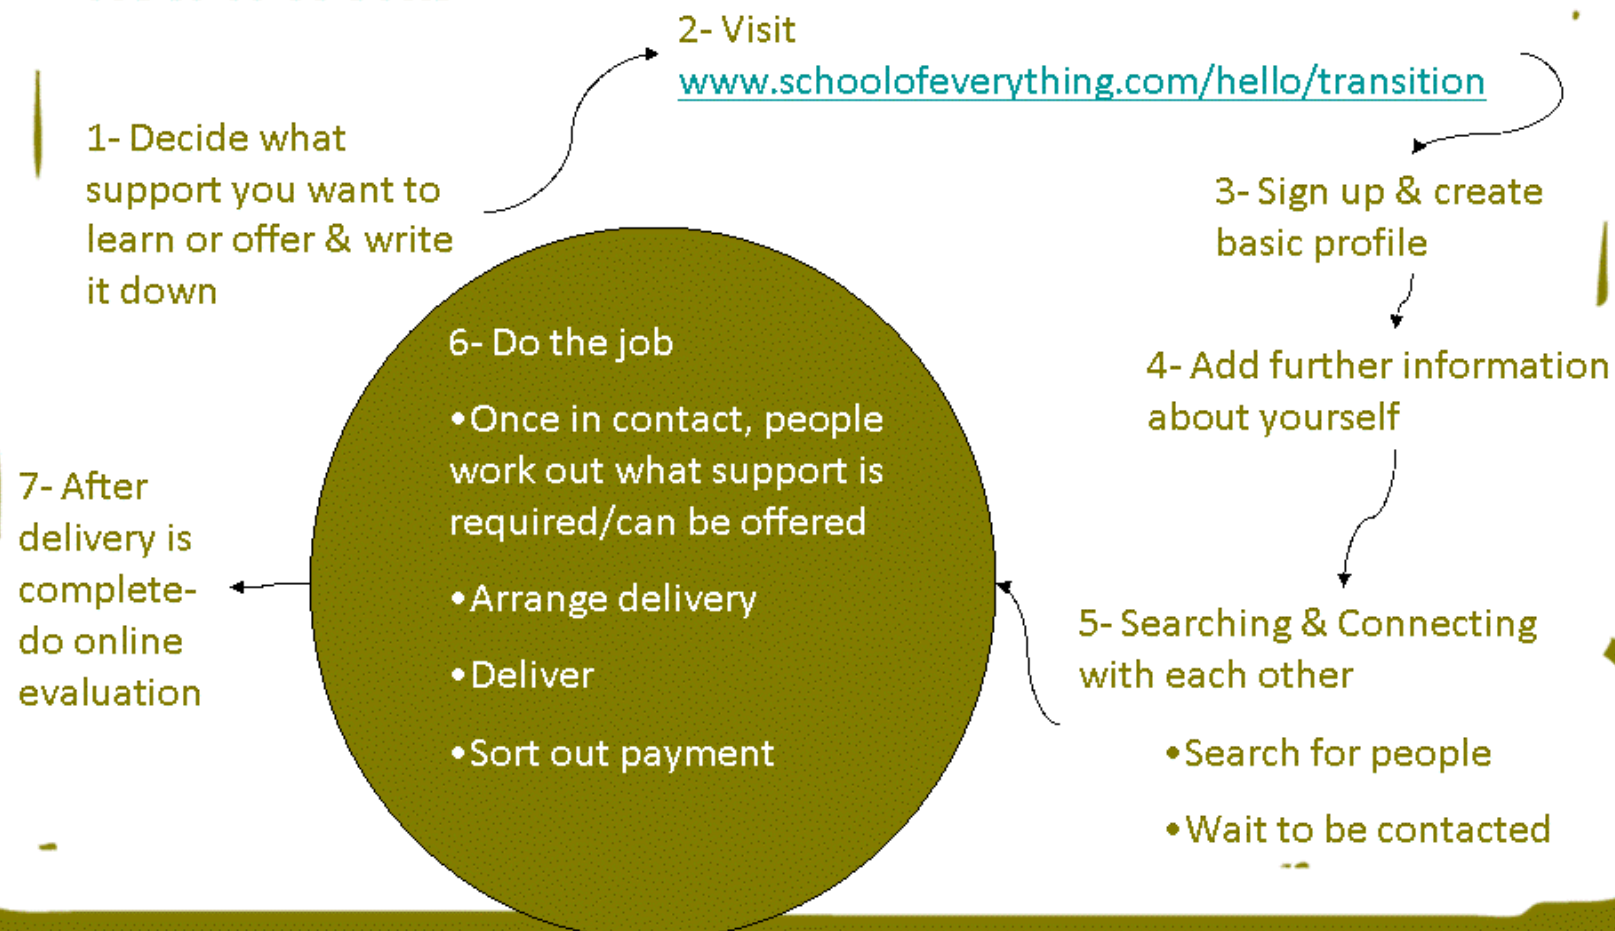 1- Decide what
support you want to
learn or offer & write
it down
2- Visit
www.schoolofeverything.com/hello/transition
3- Sign up & create
basic profile
4- Add further information
about yourself
5- Searching & Connecting
with each other
•Search for people
•Wait to be contacted
6- Do the job
•Once in contact, people
work out what support is
required/can be offered
•Arrange delivery
•Deliver
•Sort out payment
7- After
delivery is
complete-
do online
evaluation